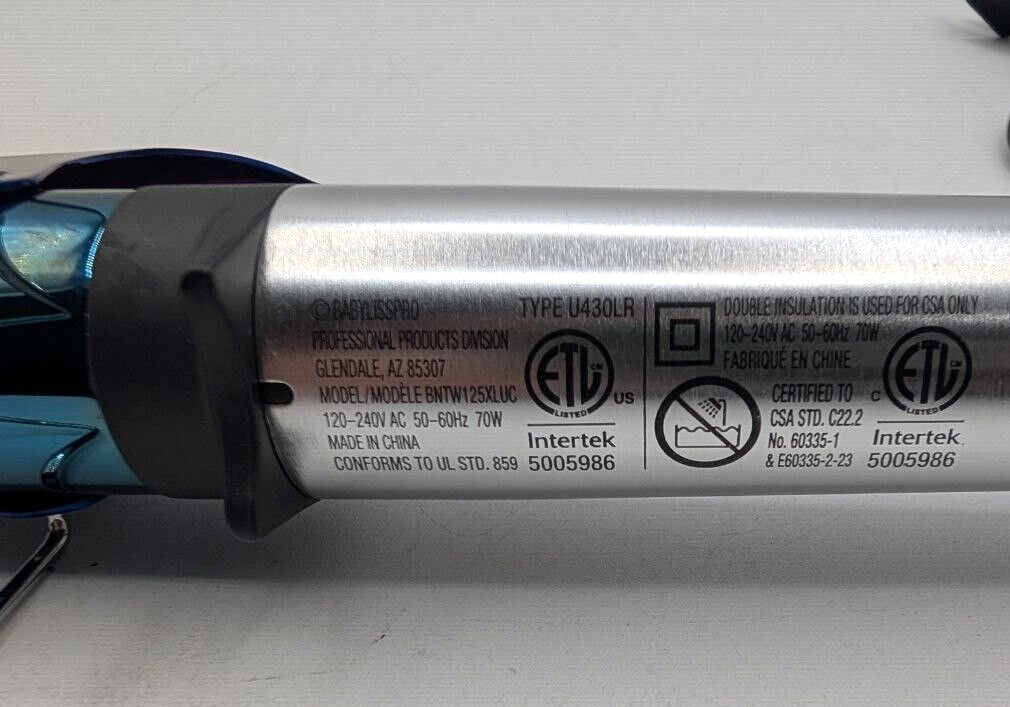 © BABYLISSPRO
PROFESSIONAL PRODUCTS DIVISION
GLENDALE, AZ 85307
MODEL/MODÈLE BNTW125XLUC
120-240V AC 50-60Hz 70W
MADE IN CHINA
CONFORMS TO UL STD. 859
TYPE U430LR
ETL CM
LISTED
US
Intertek
5005986
DOUBLE INSULATION IS USED FOR CSA ONLY
120-240V AC 50-60Hz 70W
FABRIQUÉ EN CHINE
CERTIFIED TO
CSA STD. C22.2
No. 60335-1
& E60335-2-23
C
ETL CM
LISTED
Intertek
5005986